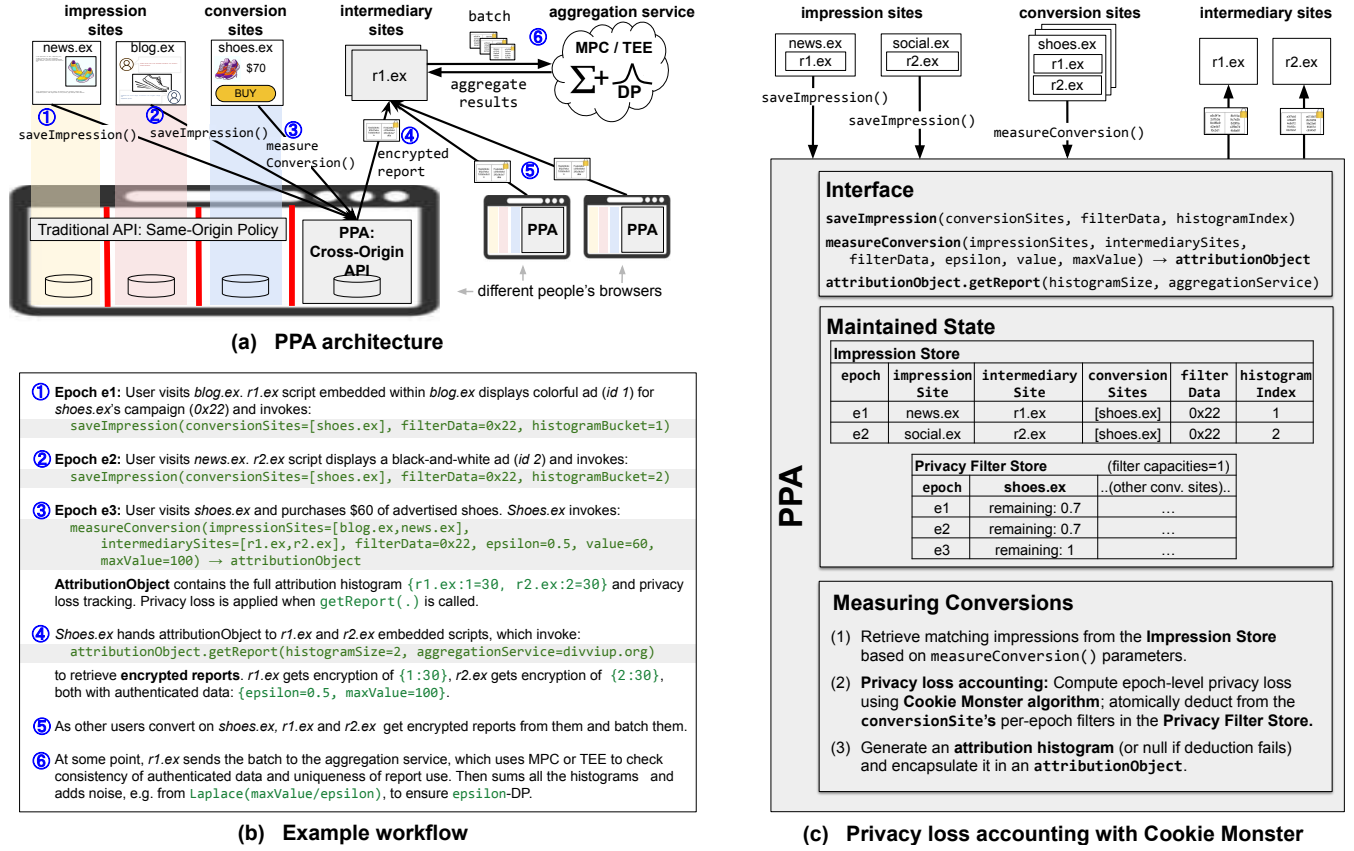 impression sites
conversion sites
intermediary sites
aggregation service
news.ex
blog.ex
shoes.ex
$70
BUY
r1.ex
batch
⑥
MPC / TEE
Σ+
DP
aggregate results
①
saveImpression()
②
saveImpression()
③
measure
Conversion()
④
encrypted
report
⑤
Traditional API: Same-Origin Policy
PPA:
Cross-Origin
API
PPA
PPA
different people's browsers
(a) PPA architecture
① Epoch e1: User visits blog.ex. r1.ex script embedded within blog.ex displays colorful ad (id 1) for
shoes.ex's campaign (0x22) and invokes:
saveImpression(conversionSites=[shoes.ex], filterData=0x22, histogramBucket=1)
② Epoch e2: User visits news.ex. r2.ex script displays a black-and-white ad (id 2) and invokes:
saveImpression(conversionSites=[shoes.ex], filterData=0x22, histogramBucket=2)
③ Epoch e3: User visits shoes.ex and purchases $60 of advertised shoes. Shoes.ex invokes:
measureConversion(impressionSites=[blog.ex,news.ex],
intermediarySites=[r1.ex,r2.ex], filterData=0x22, epsilon=0.5, value=60,
maxValue=100) → attributionObject
AttributionObject contains the full attribution histogram {r1.ex:1=30, r2.ex:2=30} and privacy
loss tracking. Privacy loss is applied when getReport(.) is called.
④ Shoes.ex hands attributionObject to r1.ex and r2.ex embedded scripts, which invoke:
attributionObject.getReport(histogramSize=2, aggregationService=divviup.org)
to retrieve encrypted reports. r1.ex gets encryption of {1:30}, r2.ex gets encryption of {2:30},
both with authenticated data: {epsilon=0.5, maxValue=100}.
⑤ As other users convert on shoes.ex, r1.ex and r2.ex get encrypted reports from them and batch them.
⑥ At some point, r1.ex sends the batch to the aggregation service, which uses MPC or TEE to check
consistency of authenticated data and uniqueness of report use. Then sums all the histograms and
adds noise, e.g. from Laplace(maxValue/epsilon), to ensure epsilon-DP.
(b) Example workflow
impression sites
conversion sites
intermediary sites
news.ex
r1.ex
social.ex
r2.ex
shoes.ex
r1.ex
r2.ex
r1.ex
r2.ex
saveImpression()
saveImpression()
measureConversion()
PPA
Interface
saveImpression(conversionSites, filterData, histogramIndex)
measureConversion(impressionSites, intermediarySites,
filterData, epsilon, value, maxValue) → attributionObject
attributionObject.getReport(histogramSize, aggregationService)
Maintained State
Impression Store
epoch | impression Site | intermediary Site | conversion Sites | filter Data | histogram Index
e1 | news.ex | r1.ex | [shoes.ex] | 0x22 | 1
e2 | social.ex | r2.ex | [shoes.ex] | 0x22 | 2
Privacy Filter Store (filter capacities=1)
epoch | shoes.ex | ..(other conv. sites)..
e1 | remaining: 0.7 | …
e2 | remaining: 0.7 | …
e3 | remaining: 1 | …
Measuring Conversions
(1) Retrieve matching impressions from the Impression Store
based on measureConversion() parameters.
(2) Privacy loss accounting: Compute epoch-level privacy loss
using Cookie Monster algorithm; atomically deduct from the
conversionSite's per-epoch filters in the Privacy Filter Store.
(3) Generate an attribution histogram (or null if deduction fails)
and encapsulate it in an attributionObject.
(c) Privacy loss accounting with Cookie Monster